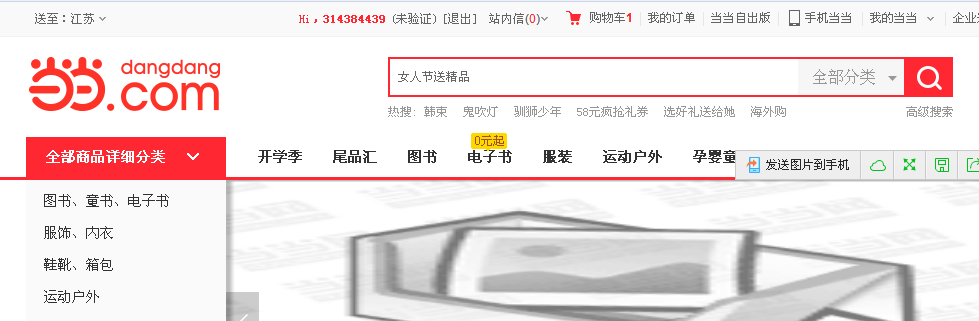 送至：江苏
Hi，314384439 (未验证) [退出] 站内信(0) 购物车1 我的订单 当当自出版 手机当当 我的当当 企业
dangdang
.com
女人节送精品 全部分类
热搜： 韩束 鬼吹灯 驯狮少年 58元疯抢礼券 选好礼送给她 海外购 高级搜索
0元起
全部商品详细分类 开学季 尾品汇 图书 电子书 服装 运动户外 孕婴童
发送图片到手机
图书、童书、电子书
服饰、内衣
鞋靴、箱包
运动户外